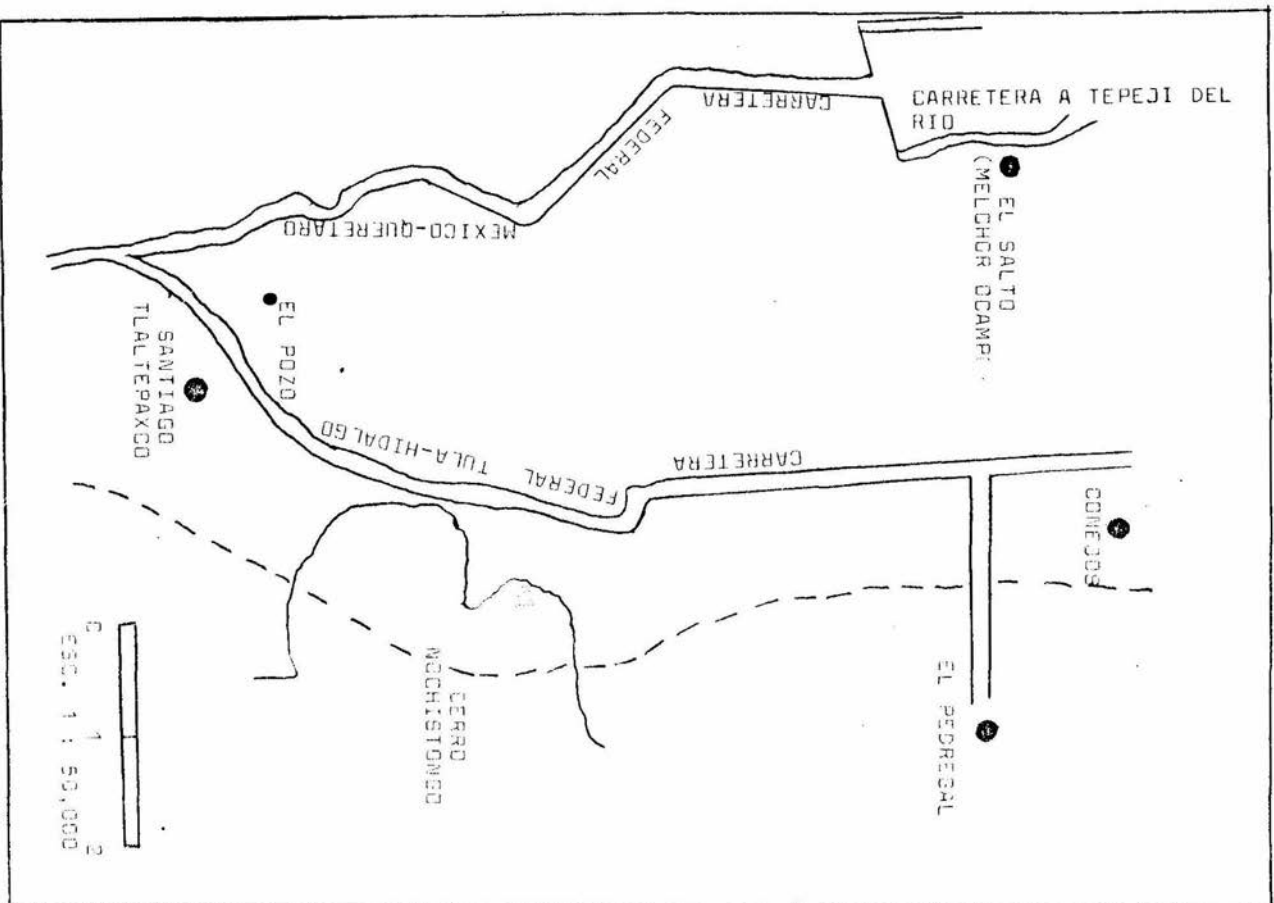 CARRETERA A TEPEJI DEL
RIO
CARRETERA
FEDERAL
MEXICO-QUERETARO
EL SALTO
(MELCHOR OCAMP
EL POZO
SANTIAGO
TLALTEPAXCO
CARRETERA
FEDERAL
TULA-HIDALGO
CONEJOS
EL PEDREGAL
CERRO
NOCHISTONGO
0 1 2
ESC. 1: 50,000